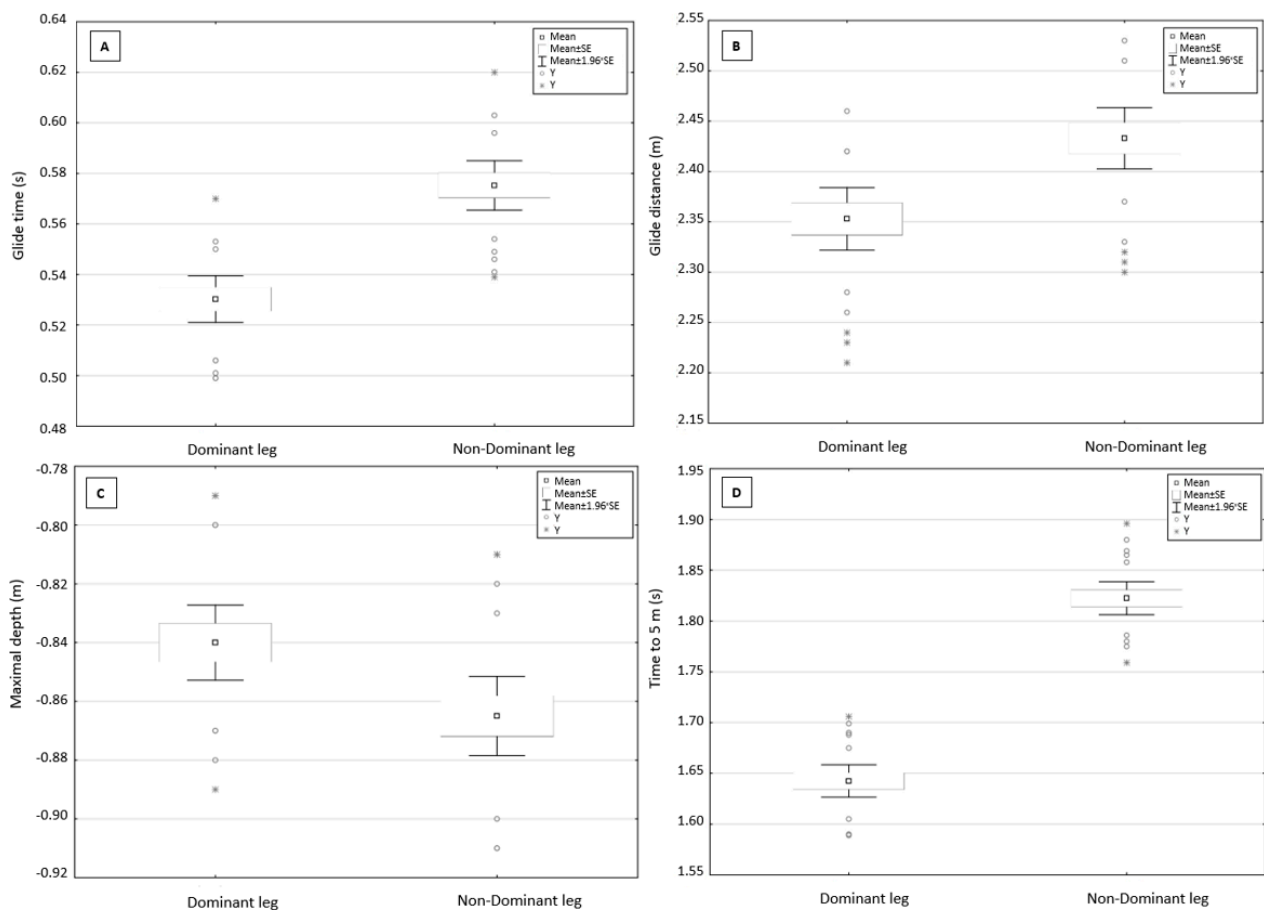 A
Glide time (s)
0.64
0.62
0.60
0.58
0.56
0.54
0.52
0.50
0.48
Mean
Mean±SE
Mean±1.96*SE
Y
Y
Dominant leg
Non-Dominant leg
B
Glide distance (m)
2.55
2.50
2.45
2.40
2.35
2.30
2.25
2.20
2.15
Mean
Mean±SE
Mean±1.96*SE
Y
Y
Dominant leg
Non-Dominant leg
C
Maximal depth (m)
-0.78
-0.80
-0.82
-0.84
-0.86
-0.88
-0.90
-0.92
Mean
Mean±SE
Mean±1.96*SE
Y
Y
Dominant leg
Non-Dominant leg
D
Time to 5 m (s)
1.95
1.90
1.85
1.80
1.75
1.70
1.65
1.60
1.55
Mean
Mean±SE
Mean±1.96*SE
Y
Y
Dominant leg
Non-Dominant leg